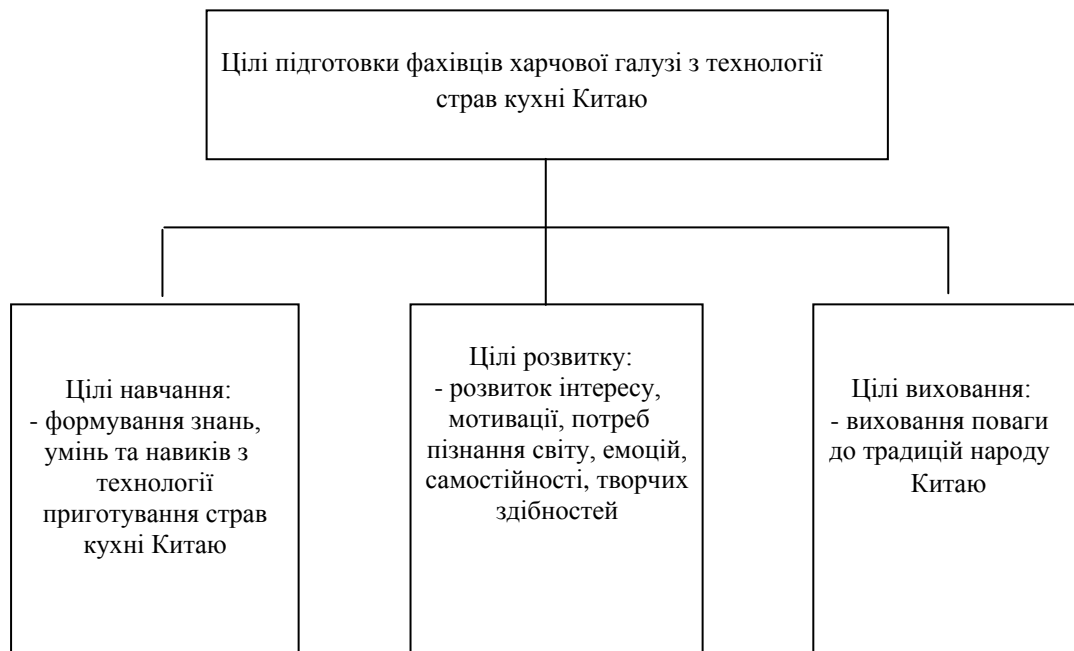 Цілі підготовки фахівців харчової галузі з технології
страв кухні Китаю
Цілі навчання:
- формування знань,
умінь та навиків з
технології
приготування страв
кухні Китаю
Цілі розвитку:
- розвиток інтересу,
мотивації, потреб
пізнання світу, емоцій,
самостійності, творчих
здібностей
Цілі виховання:
- виховання поваги
до традицій народу
Китаю